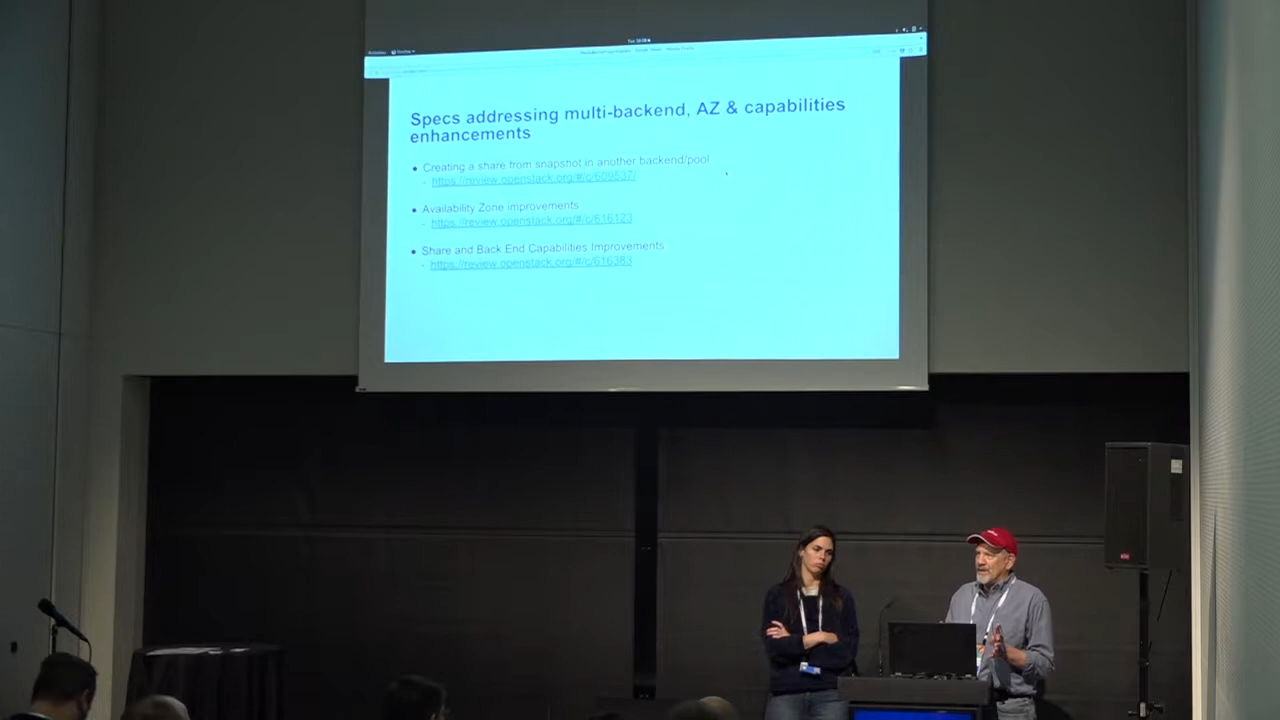 Specs addressing multi-backend, AZ & capabilities
enhancements
● Creating a share from snapshot in another backend/pool
- https://review.openstack.org/#/c/609537/
● Availability Zone improvements
- https://review.openstack.org/#/c/616123
● Share and Back End Capabilities Improvements
- https://review.openstack.org/#/c/616383